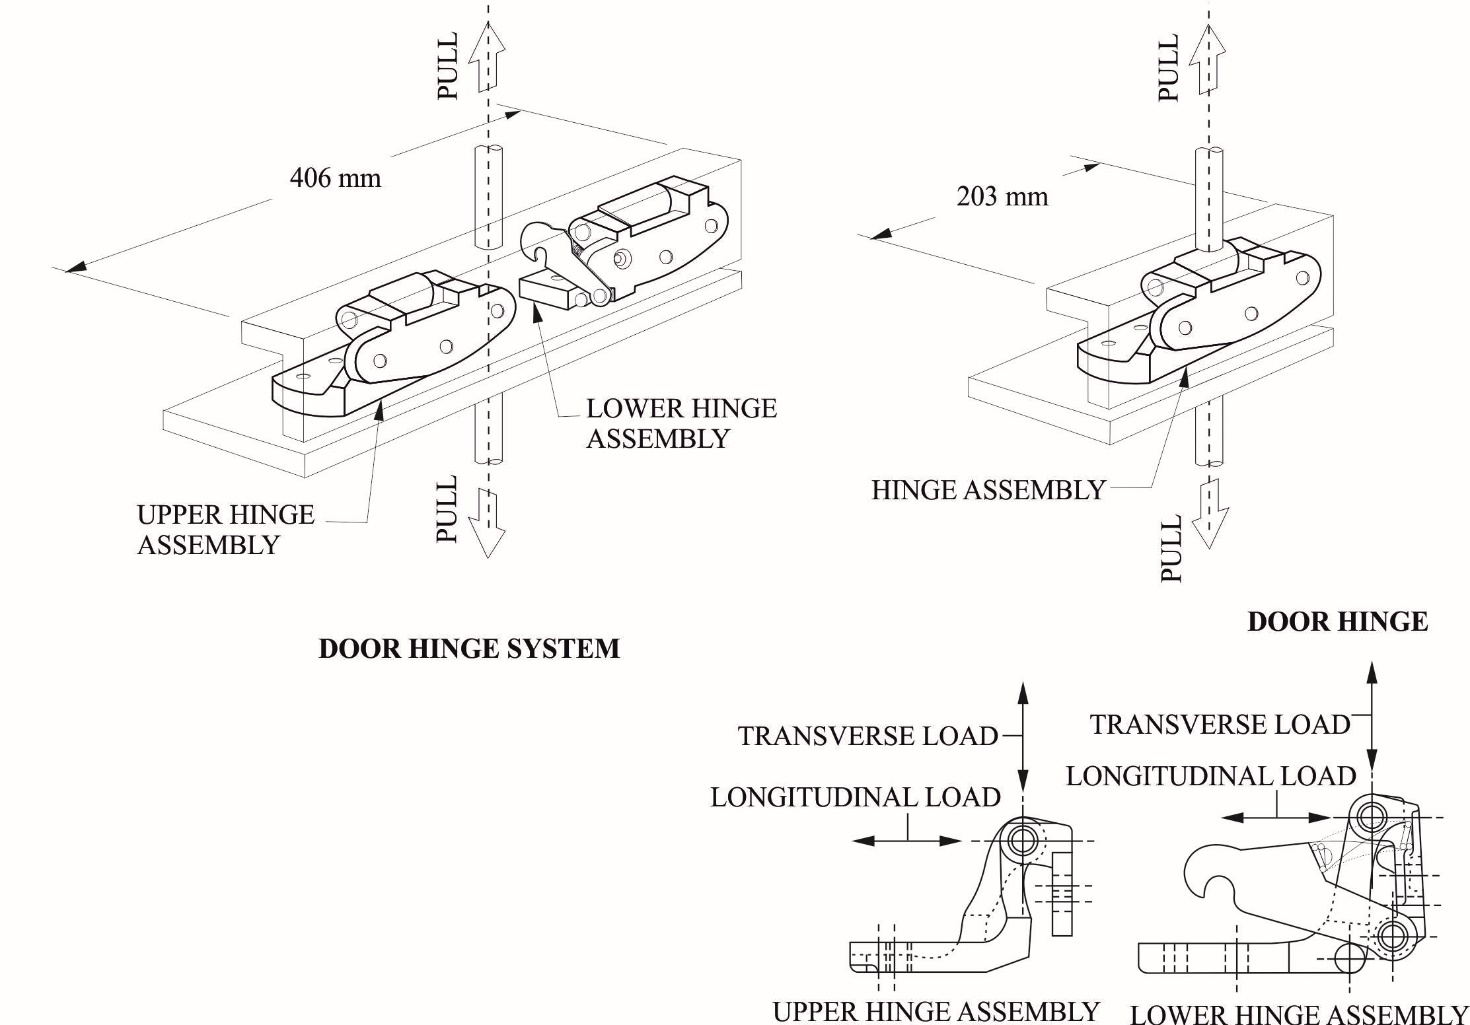 PULL
406 mm
LOWER HINGE
ASSEMBLY
UPPER HINGE
ASSEMBLY
PULL
DOOR HINGE SYSTEM
PULL
203 mm
HINGE ASSEMBLY
PULL
DOOR HINGE
TRANSVERSE LOAD
LONGITUDINAL LOAD
UPPER HINGE ASSEMBLY
TRANSVERSE LOAD
LONGITUDINAL LOAD
LOWER HINGE ASSEMBLY